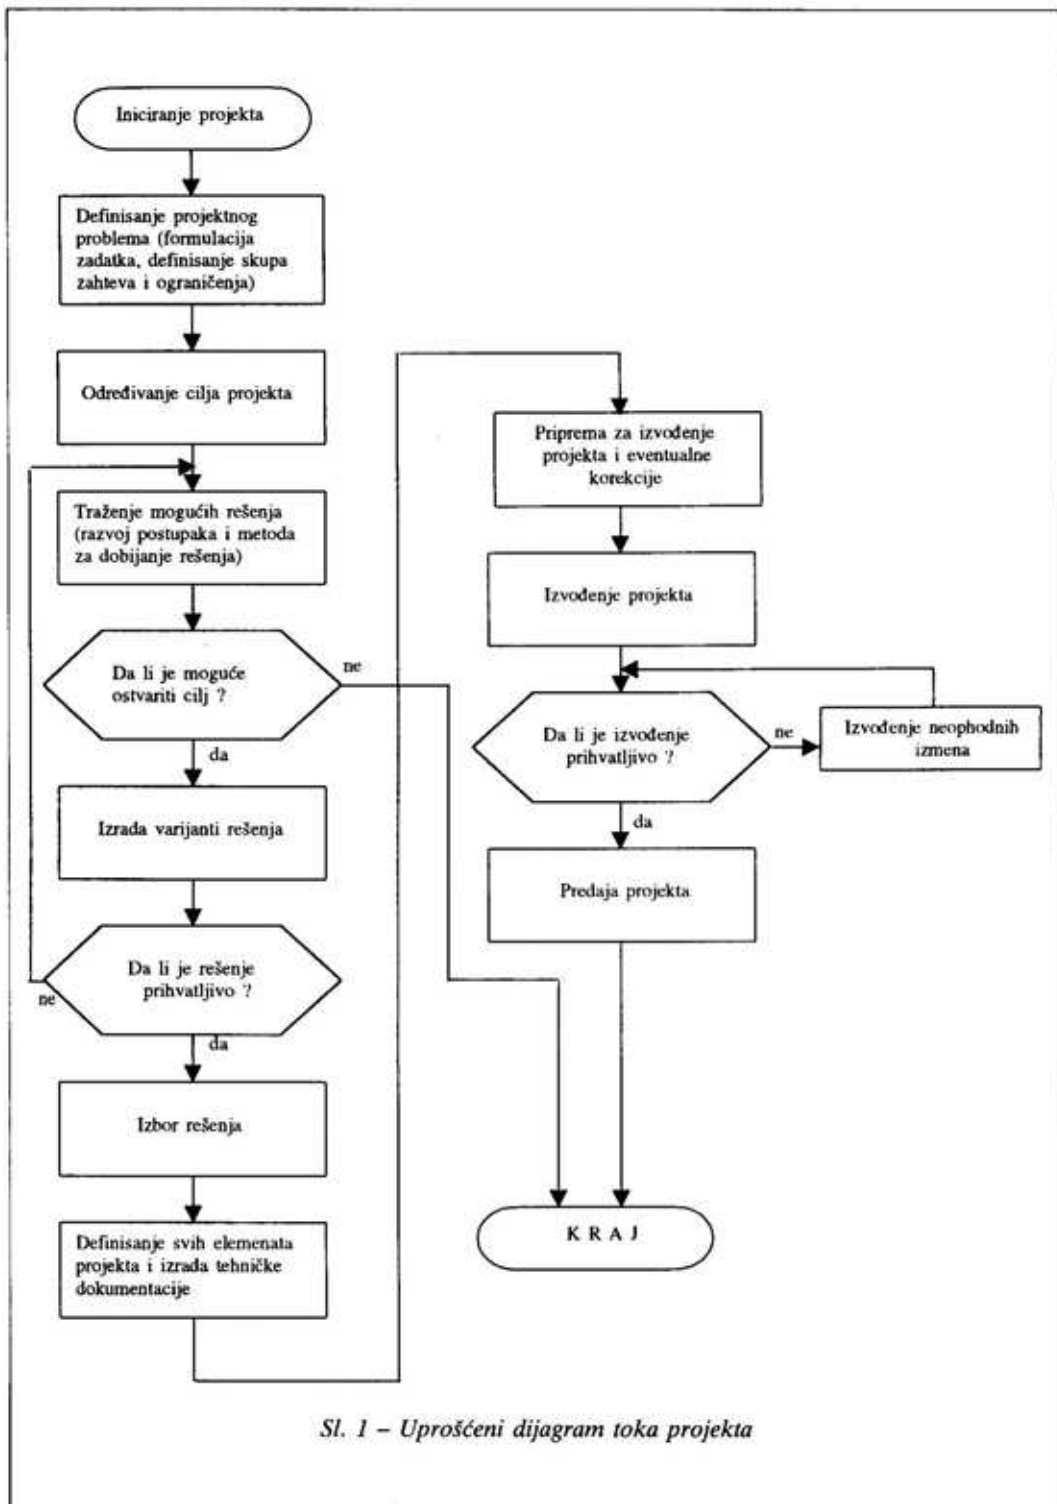 Iniciranje projekta
Definisanje projektnog
problema (formulacija
zadatka, definisanje skupa
zahteva i ograničenja)
Određivanje cilja projekta
Traženje mogućih rešenja
(razvoj postupaka i metoda
za dobijanje rešenja)
Da li je moguće
ostvariti cilj ?
ne
da
Izrada varijanti rešenja
Da li je rešenje
prihvatljivo ?
ne
da
Izbor rešenja
Definisanje svih elemenata
projekta i izrada tehničke
dokumentacije
Priprema za izvođenje
projekta i eventualne
korekcije
Izvođenje projekta
Da li je izvođenje
prihvatljivo ?
ne
Izvođenje neophodnih
izmena
da
Predaja projekta
K R A J
Sl. 1 – Uprošćeni dijagram toka projekta